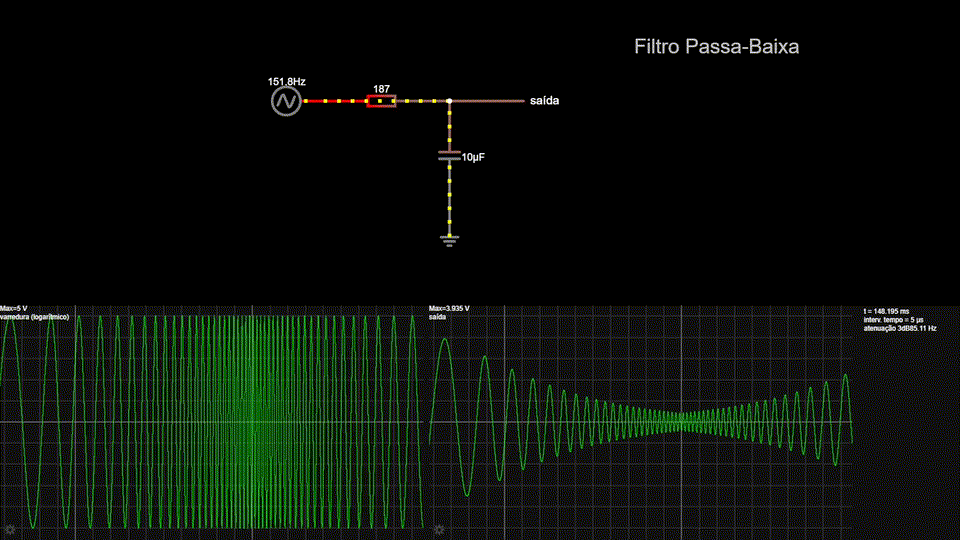 Filtro Passa-Baixa
151.8Hz
187
saída
10μF
Max=5 V
varredura (logarítmico)
Max=3.935 V
saída
t = 148.195 ms
interv. tempo = 5 μs
atenuação 3dB85.11 Hz